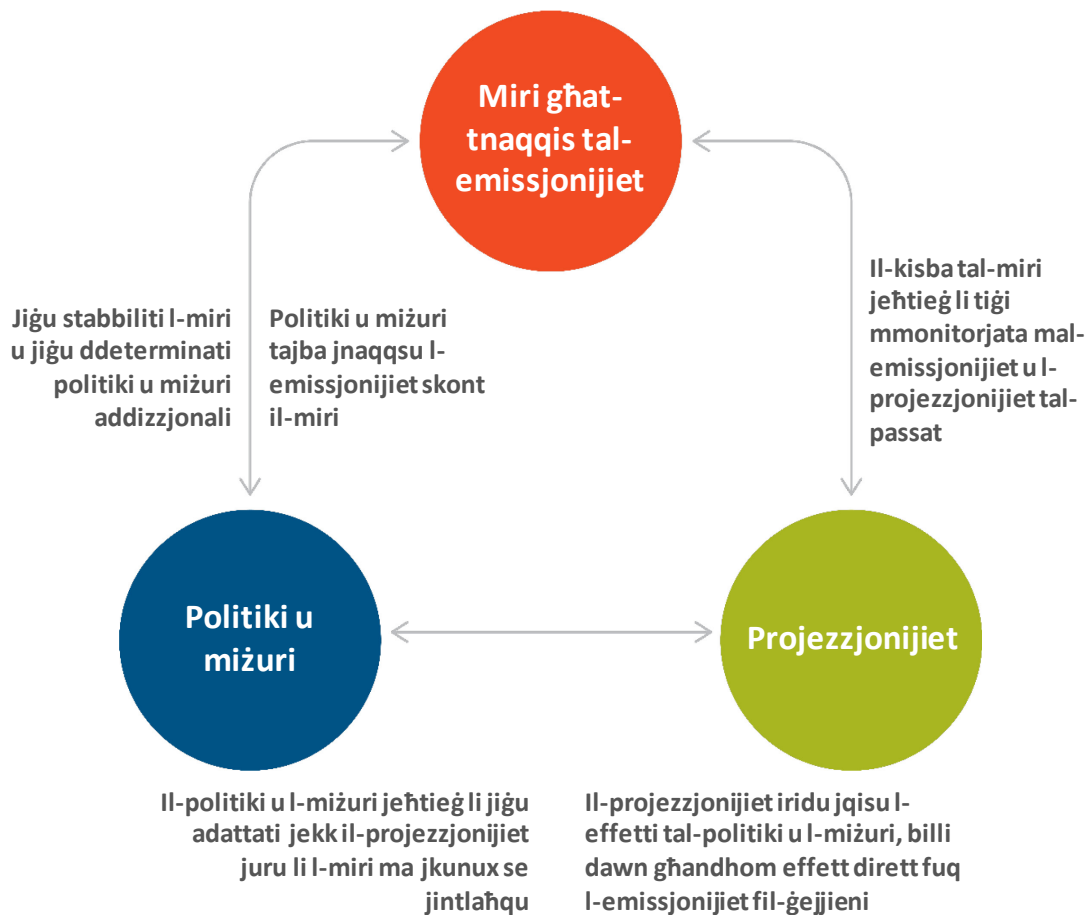 Miri għat-
tnaqqis tal-
emissjonijiet
Jiġu stabbiliti l-miri
u jiġu ddeterminati
politiki u miżuri
addizzjonali
Politiki u miżuri
tajba jnaqqsu l-
emissjonijiet skont
il-miri
Il-kisba tal-miri
jeħtieġ li tiġi
mmonitorjata mal-
emissjonijiet u l-
projezzjonijiet tal-
passat
Politiki u
miżuri
Projezzjonijiet
Il-politiki u l-miżuri jeħtieġ li jiġu
adattati jekk il-projezzjonijiet
juru li l-miri ma jkunux se
jintlaħqu
Il-projezzjonijiet iridu jqisu l-
effetti tal-politiki u l-miżuri, billi
dawn għandhom effett dirett fuq
l-emissjonijiet fil-ġejjieni